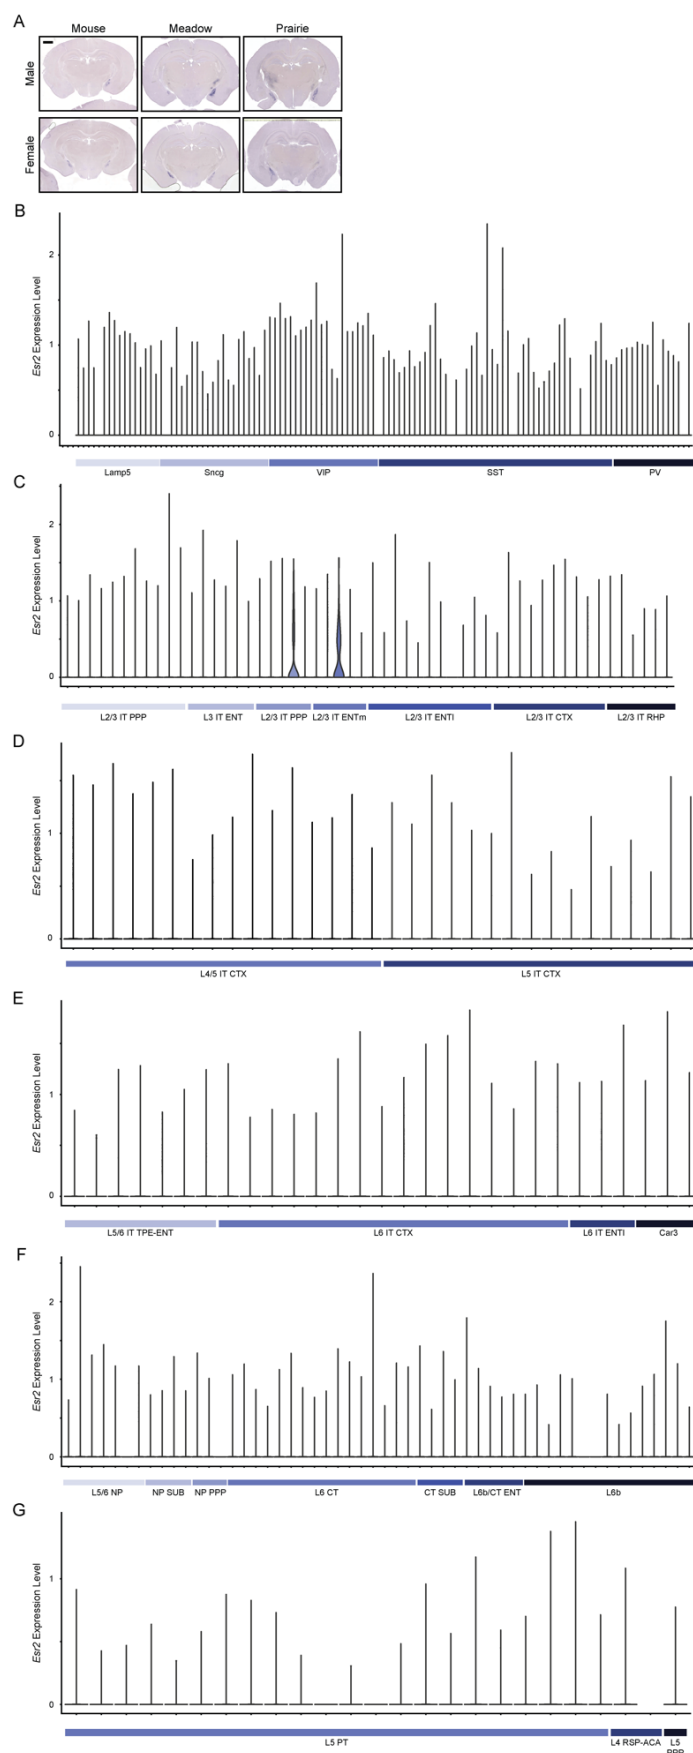 A
Mouse Meadow Prairie
Male
Female
B
Esr2 Expression Level
2
1
0
Lamp5 Sncg VIP SST PV
C
Esr2 Expression Level
2
1
0
L2/3 IT PPP L3 IT ENT L2/3 IT PPP L2/3 IT ENTm L2/3 IT ENTl L2/3 IT CTX L2/3 IT RHP
D
Esr2 Expression Level
1
0
L4/5 IT CTX L5 IT CTX
E
Esr2 Expression Level
1
0
L5/6 IT TPE-ENT L6 IT CTX L6 IT ENTl Car3
F
Esr2 Expression Level
2
1
0
L5/6 NP NP SUB NP PPP L6 CT CT SUB L6b/CT ENT L6b
G
Esr2 Expression Level
1
0
L5 PT L4 RSP-ACA L5
PPP